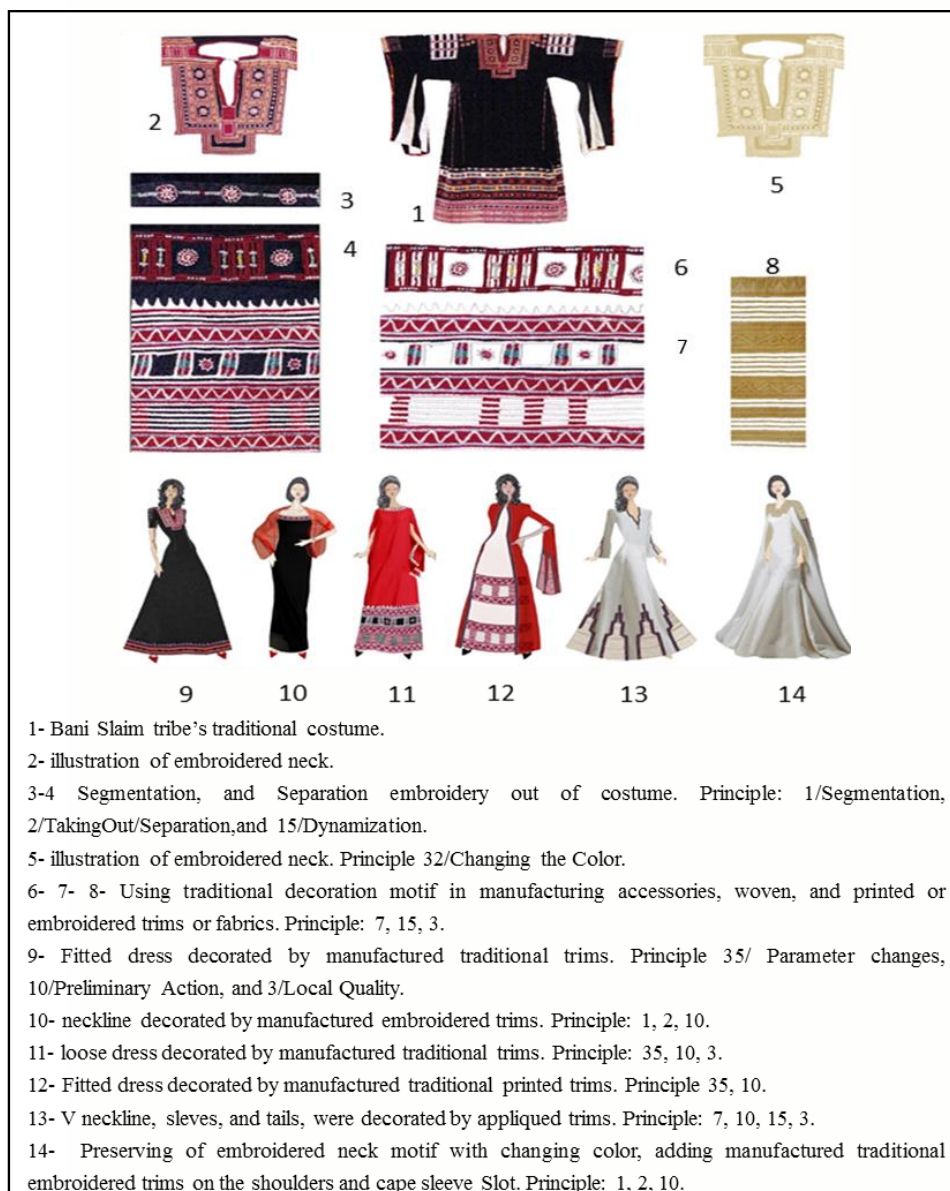 2
3
1
5
4
6
8
7
9 10 11 12 13 14
1- Bani Slaim tribe’s traditional costume.
2- illustration of embroidered neck.
3-4 Segmentation, and Separation embroidery out of costume. Principle: 1/Segmentation,
2/TakingOut/Separation,and 15/Dynamization.
5- illustration of embroidered neck. Principle 32/Changing the Color.
6- 7- 8- Using traditional decoration motif in manufacturing accessories, woven, and printed or
embroidered trims or fabrics. Principle: 7, 15, 3.
9- Fitted dress decorated by manufactured traditional trims. Principle 35/ Parameter changes,
10/Preliminary Action, and 3/Local Quality.
10- neckline decorated by manufactured embroidered trims. Principle: 1, 2, 10.
11- loose dress decorated by manufactured traditional trims. Principle: 35, 10, 3.
12- Fitted dress decorated by manufactured traditional printed trims. Principle 35, 10.
13- V neckline, sleves, and tails, were decorated by appliqued trims. Principle: 7, 10, 15, 3.
14- Preserving of embroidered neck motif with changing color, adding manufactured traditional
embroidered trims on the shoulders and cape sleeve Slot. Principle: 1, 2, 10.